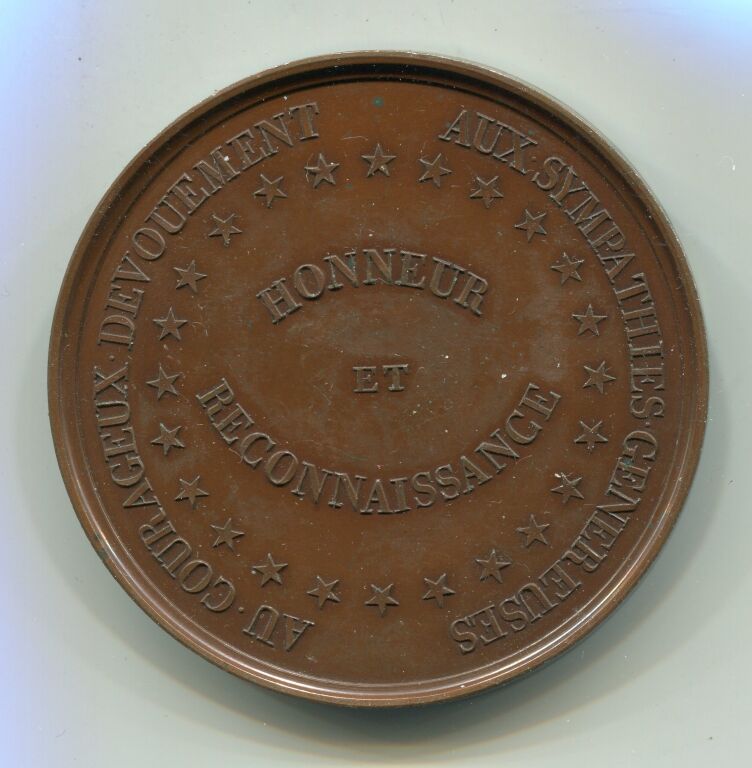 AU · COURAGEUX · DEVOUEMENT
AUX · SYMPATHIES · GENEREUSES
HONNEUR
ET
RECONNAISSANCE